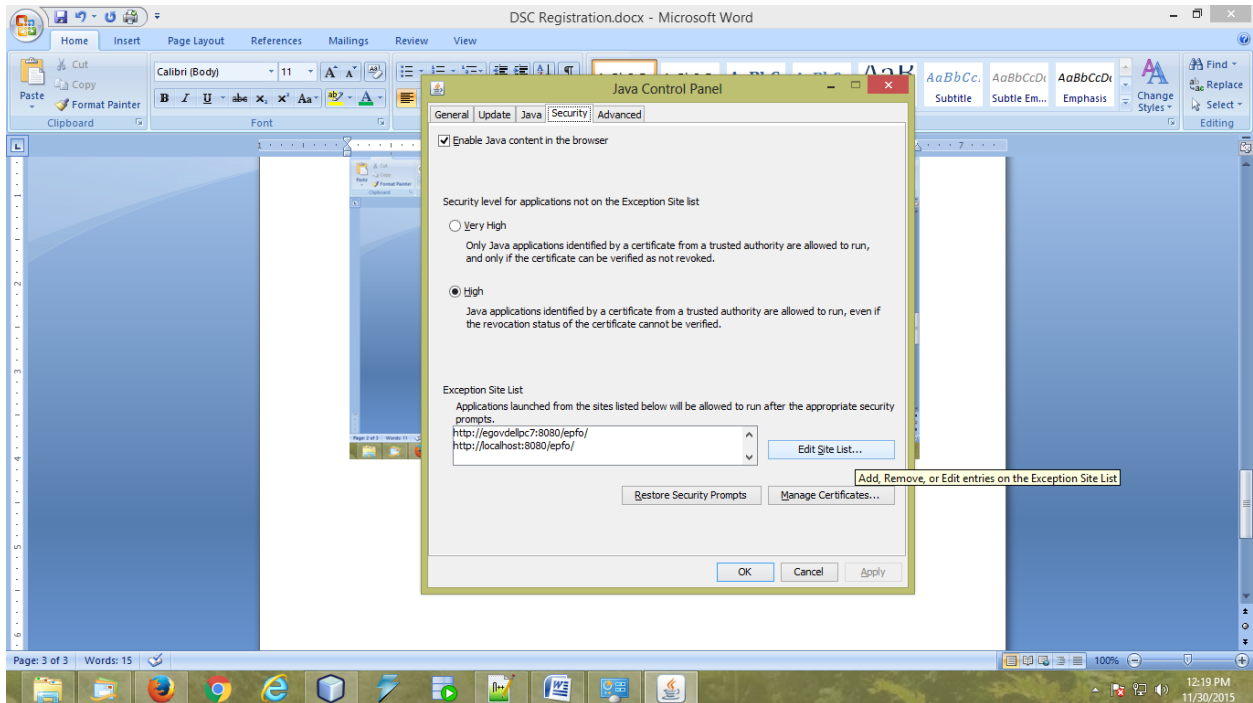 DSC Registration.docx - Microsoft Word
Home Insert Page Layout References Mailings Review View
Cut
Copy
Format Painter
Paste
Clipboard
Calibri (Body) 11
B I U abc x₂ x² Aa
Font
AaBbCc. AaBbCcDı AaBbCcDı
Subtitle Subtle Em... Emphasis
Change Styles
Find
Replace
Select
Editing
Java Control Panel
General Update Java Security Advanced
Enable Java content in the browser
Security level for applications not on the Exception Site list
Very High
Only Java applications identified by a certificate from a trusted authority are allowed to run,
and only if the certificate can be verified as not revoked.
High
Java applications identified by a certificate from a trusted authority are allowed to run, even if
the revocation status of the certificate cannot be verified.
Exception Site List
Applications launched from the sites listed below will be allowed to run after the appropriate security
prompts.
http://egovdellpc7:8080/epfo/
http://localhost:8080/epfo/
Edit Site List...
Add, Remove, or Edit entries on the Exception Site List
Restore Security Prompts Manage Certificates...
OK Cancel Apply
Page: 3 of 3 Words: 15
100%
12:19 PM
11/30/2015